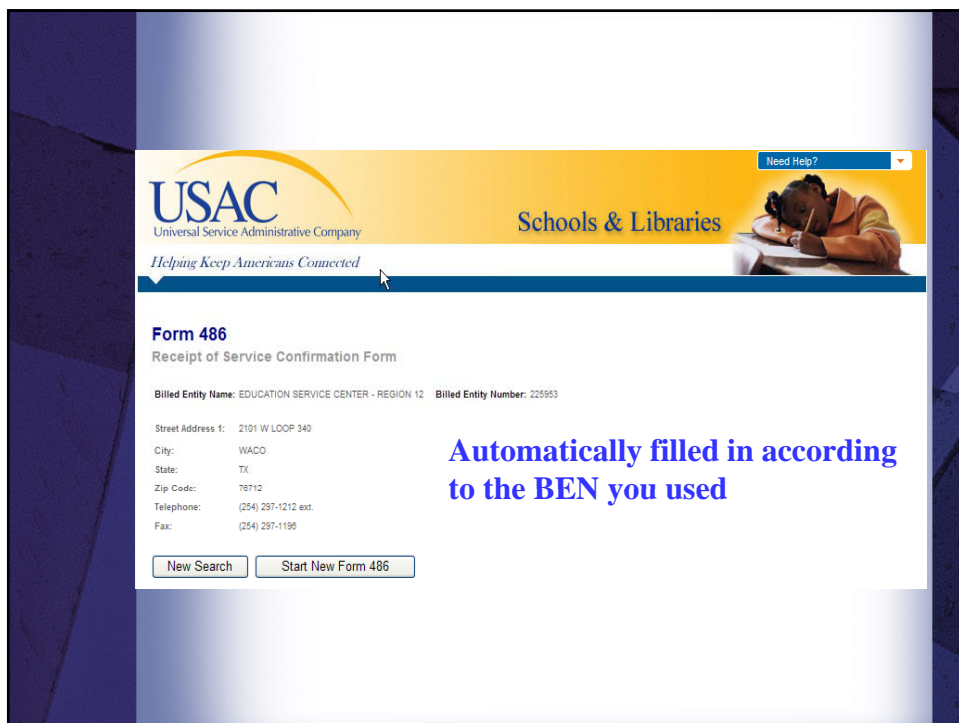 Need Help?
USAC
Universal Service Administrative Company
Schools & Libraries
Helping Keep Americans Connected
Form 486
Receipt of Service Confirmation Form
Billed Entity Name: EDUCATION SERVICE CENTER - REGION 12 Billed Entity Number: 225953
Street Address 1: 2101 W LOOP 340
City: WACO
State: TX
Zip Code: 76712
Telephone: (254) 297-1212 ext.
Fax: (254) 297-1196
Automatically filled in according
to the BEN you used
New Search Start New Form 486